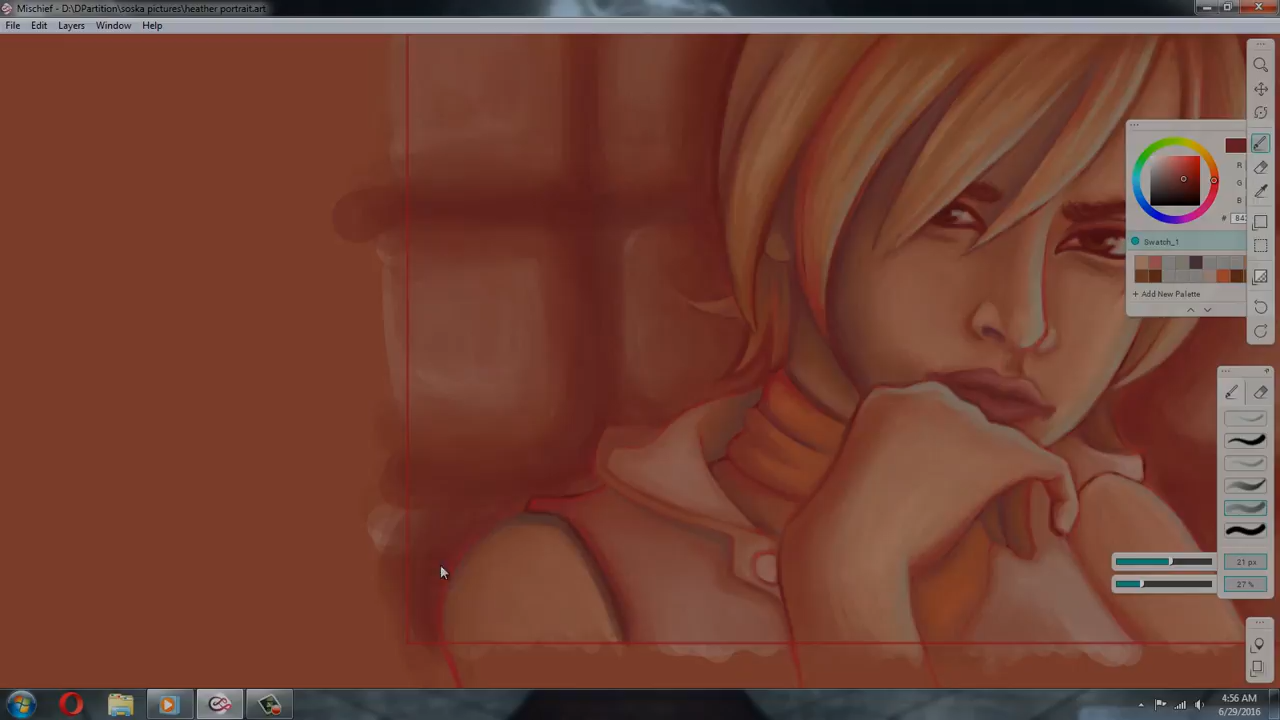 Mischief - D:\DPartition\soska pictures\heather portrait.art
File Edit Layers Window Help
R
G
B
# 84
Swatch_1
+ Add New Palette
21 px
27 %
4:56 AM
6/29/2016